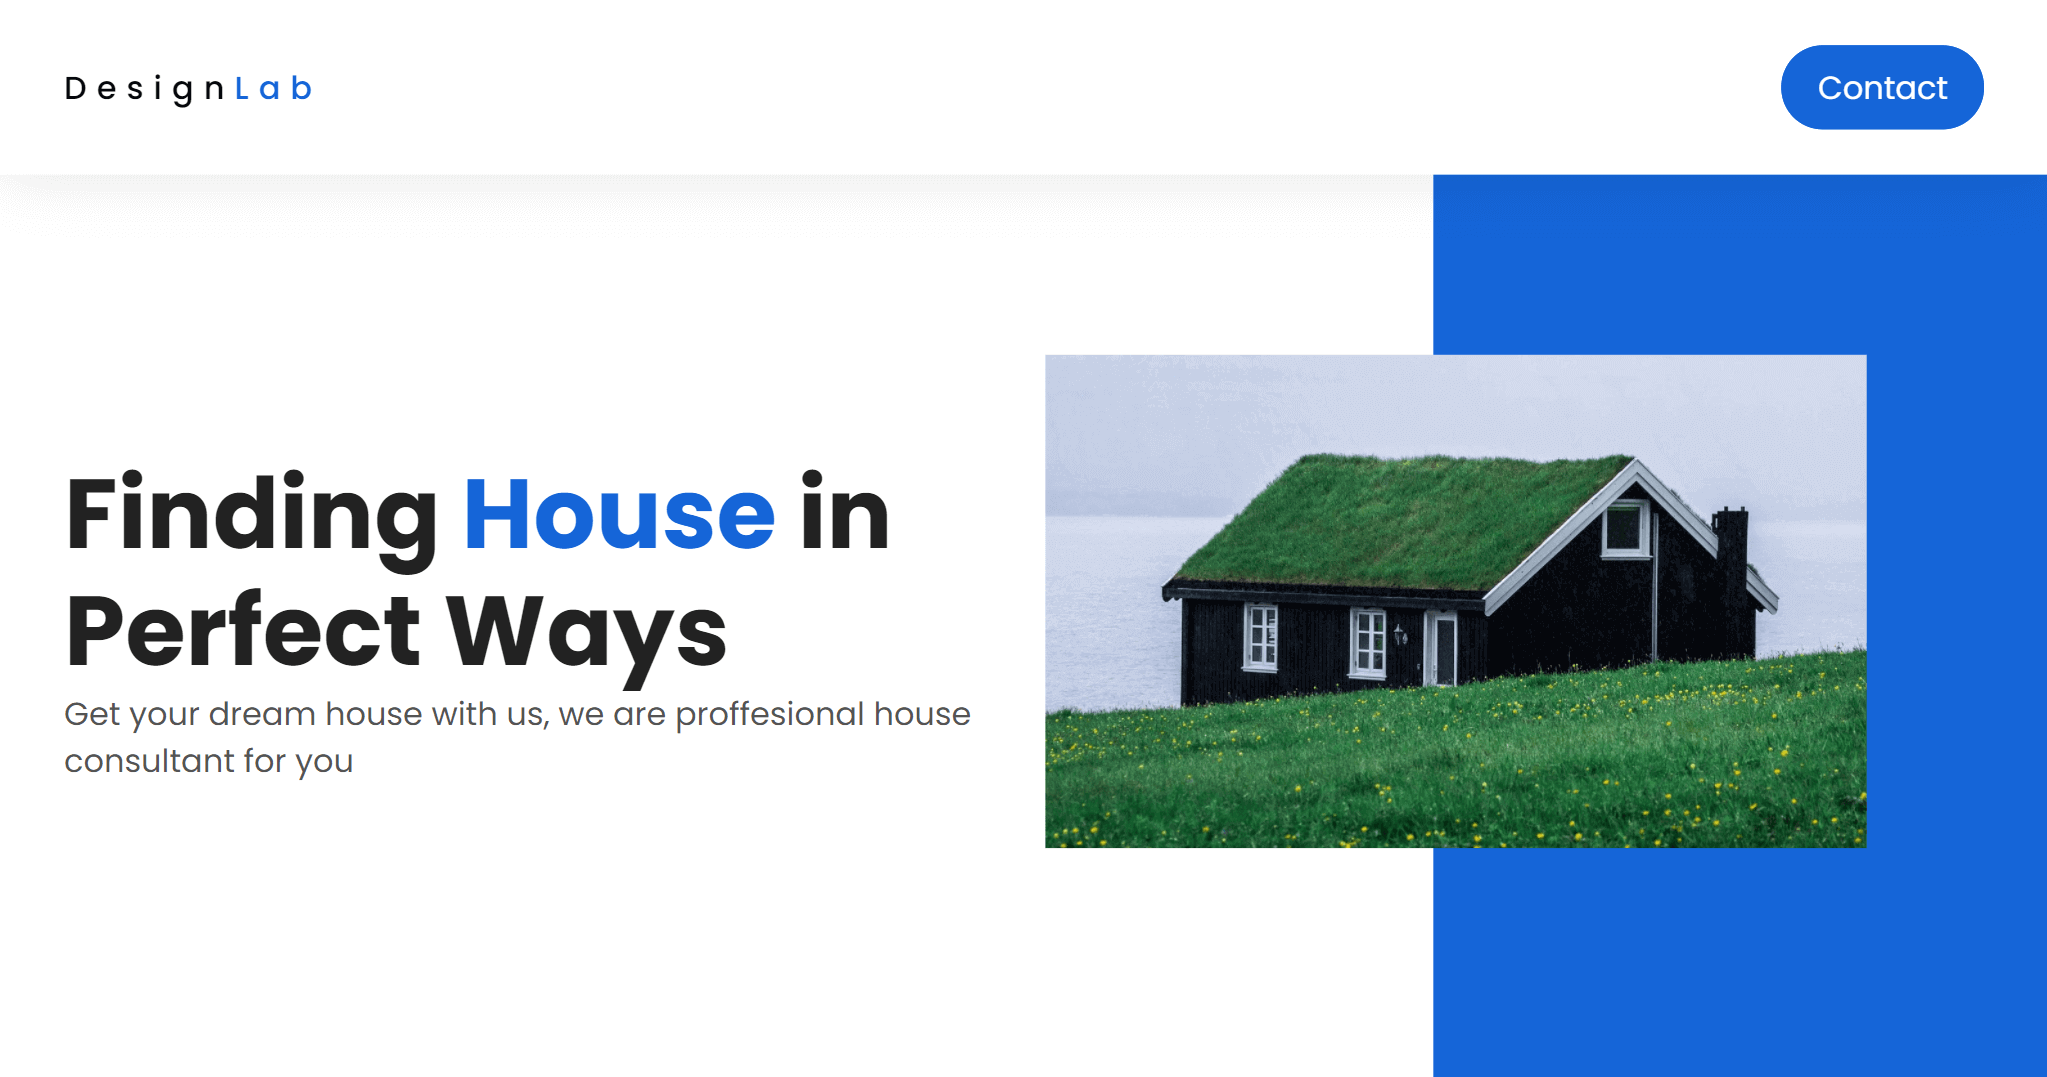 DesignLab
Contact
Finding House in
Perfect Ways
Get your dream house with us, we are proffesional house
consultant for you